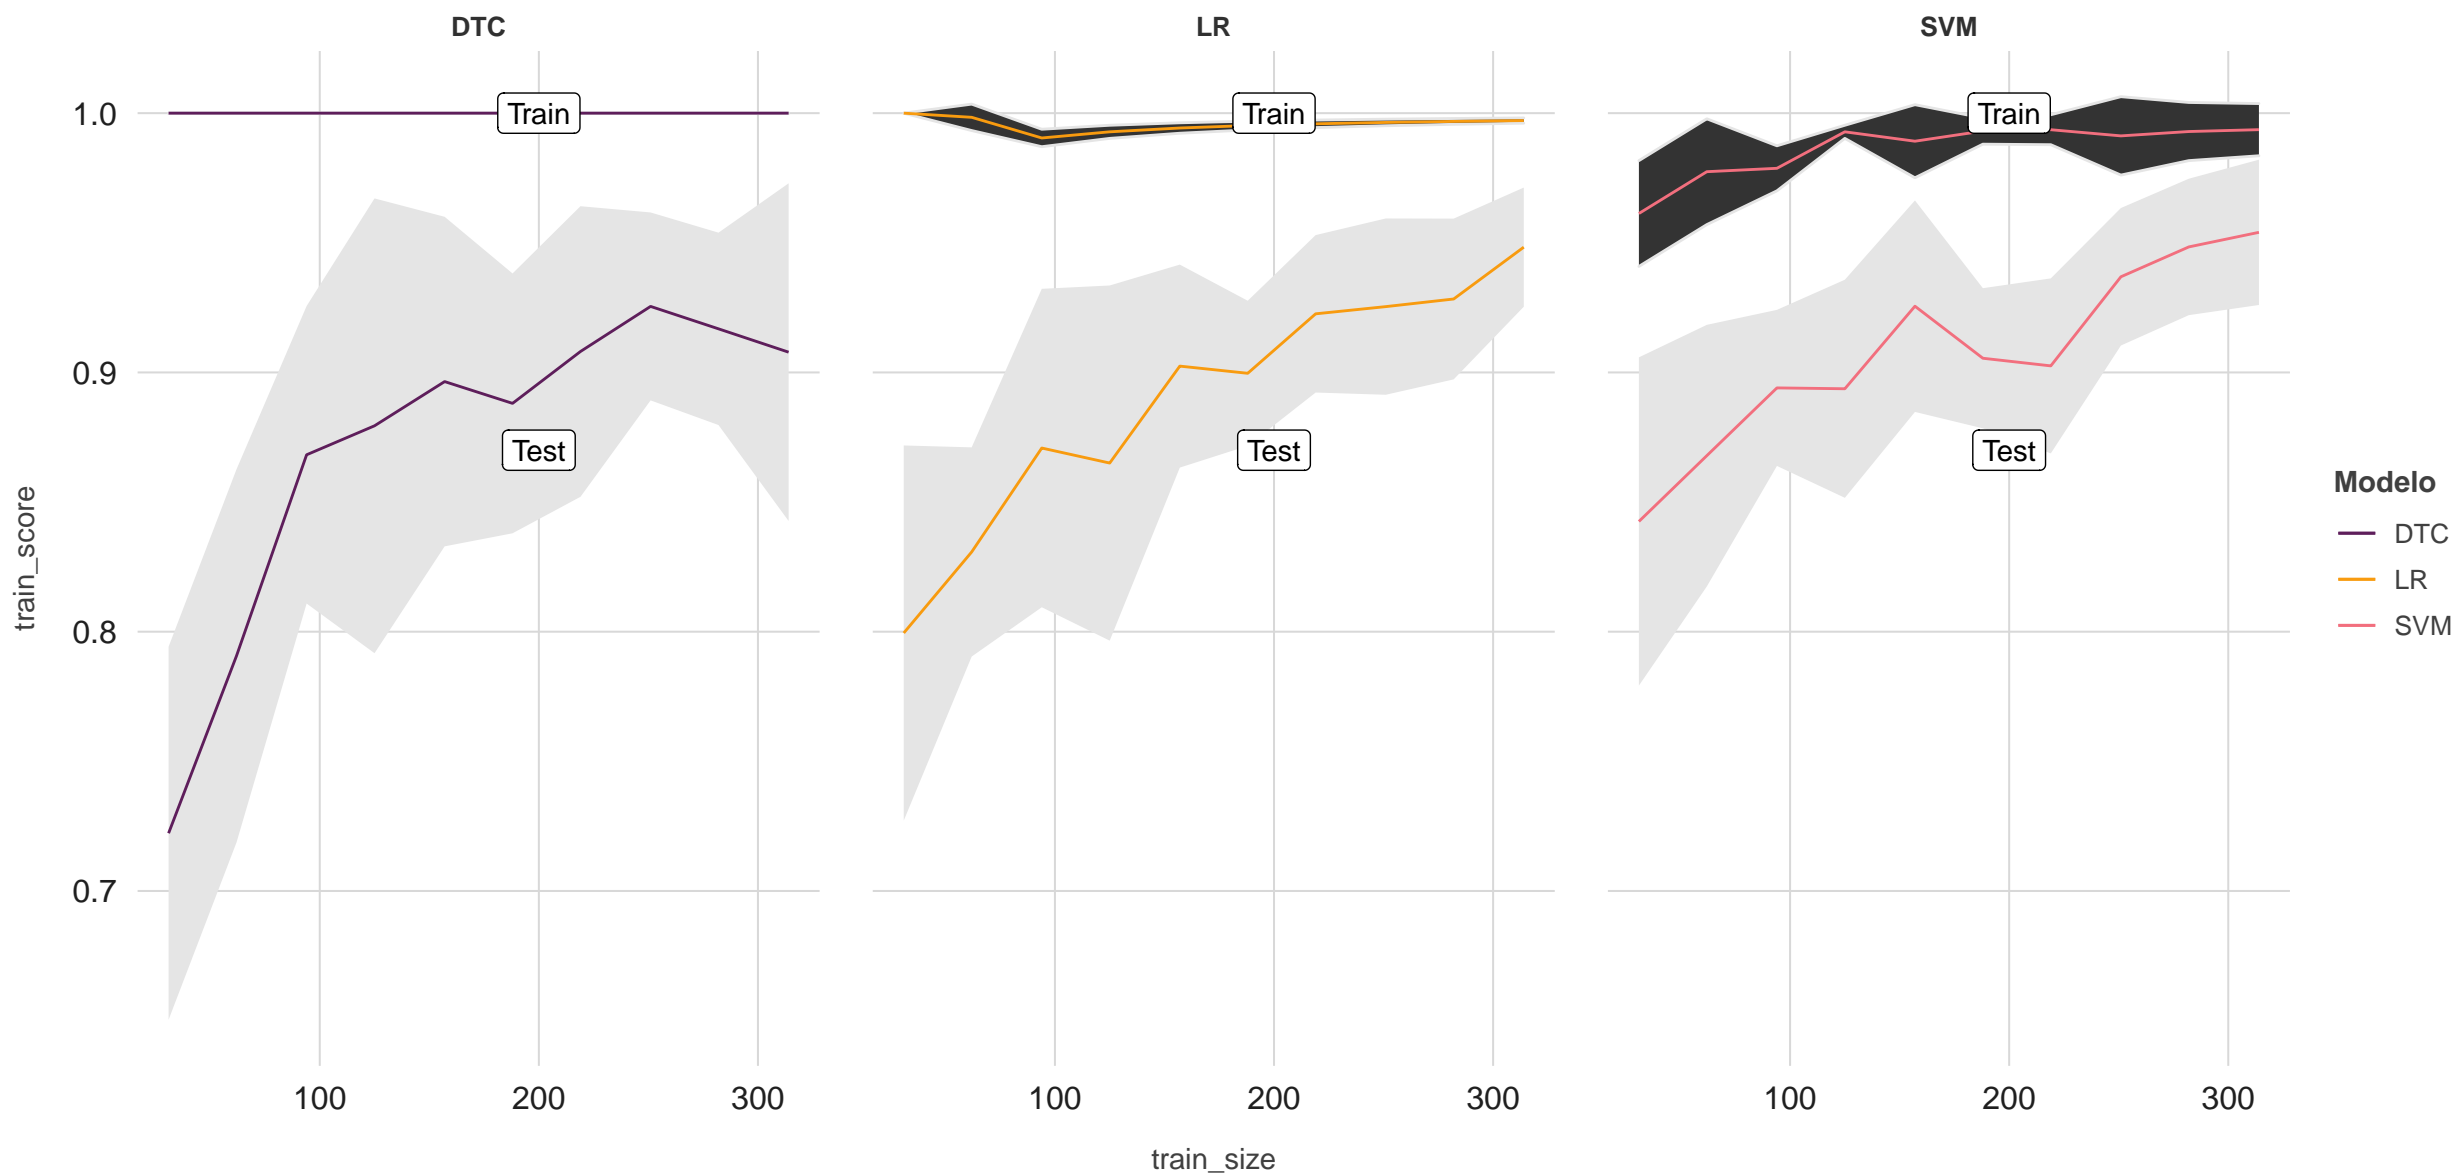 DTC
LR
SVM
1.0
0.9
0.8
0.7
Train
Test
Train
Test
Train
Test
train_score
100
200
300
100
200
300
100
200
300
train_size
Modelo
DTC
LR
SVM